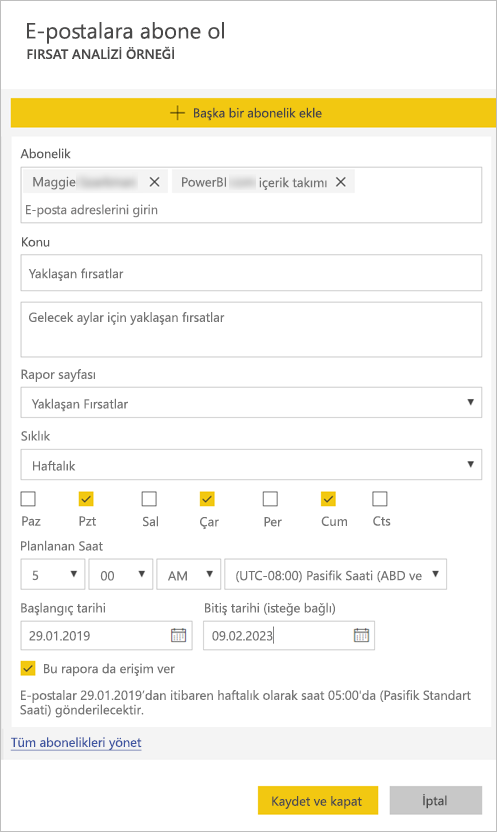 E-postalara abone ol
FIRSAT ANALİZİ ÖRNEĞİ
Başka bir abonelik ekle
Abonelik
Maggie
PowerBI içerik takımı
E-posta adreslerini girin
Konu
Yaklaşan fırsatlar
Gelecek aylar için yaklaşan fırsatlar
Rapor sayfası
Yaklaşan Fırsatlar
Sıklık
Haftalık
Paz Pzt Sal Çar Per Cum Cts
Planlanan Saat
5 00 AM (UTC-08:00) Pasifik Saati (ABD ve
Başlangıç tarihi Bitiş tarihi (isteğe bağlı)
29.01.2019 09.02.2023
Bu rapora da erişim ver
E-postalar 29.01.2019'dan itibaren haftalık olarak saat 05:00'da (Pasifik Standart
Saati) gönderilecektir.
Tüm abonelikleri yönet
Kaydet ve kapat İptal